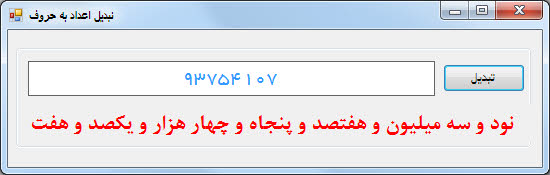 تبدیل اعداد به حروف
۹۳۷۵۴۱۰۷
تبدیل
نود و سه میلیون و هفتصد و پنجاه و چهار هزار و یکصد و هفت